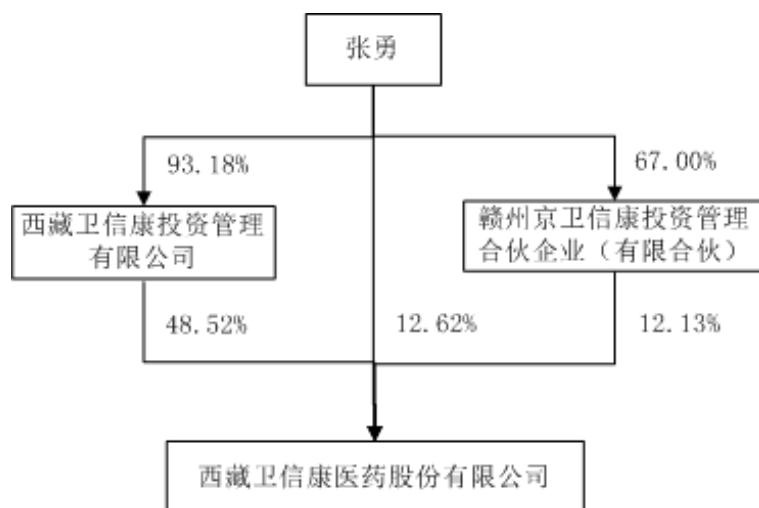 张勇
93.18%
67.00%
西藏卫信康投资管理
有限公司
赣州京卫信康投资管理
合伙企业（有限合伙）
48.52%
12.62%
12.13%
西藏卫信康医药股份有限公司